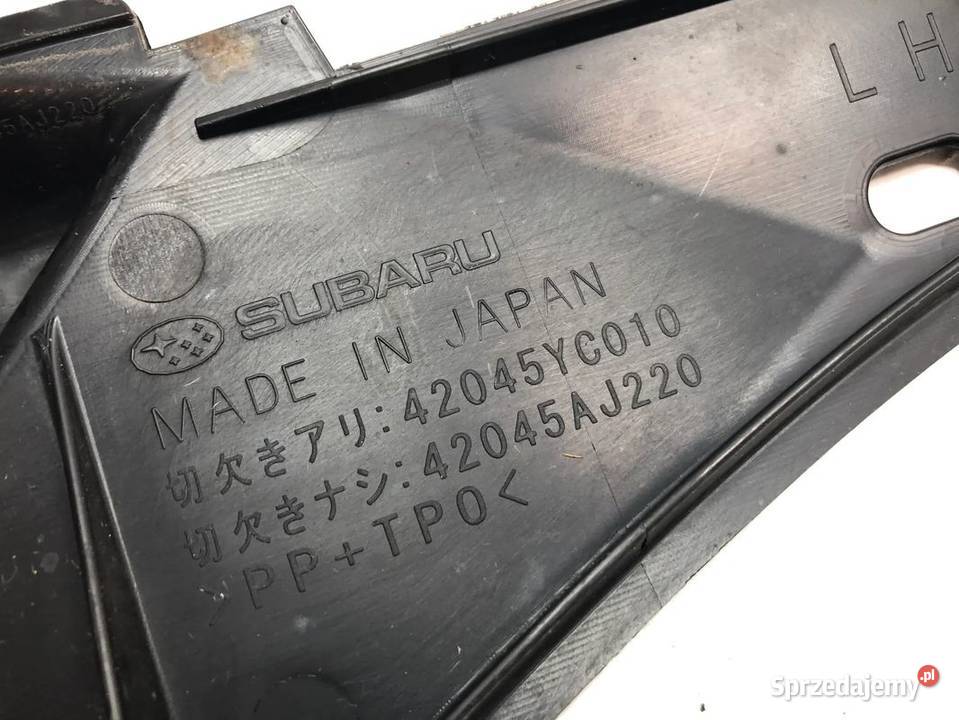 5AJ220
LH
SUBARU
MADE IN JAPAN
切欠きアリ:42045YC010
切欠きナシ:42045AJ220
>PP+TPO<
Sprzedajemy.pl